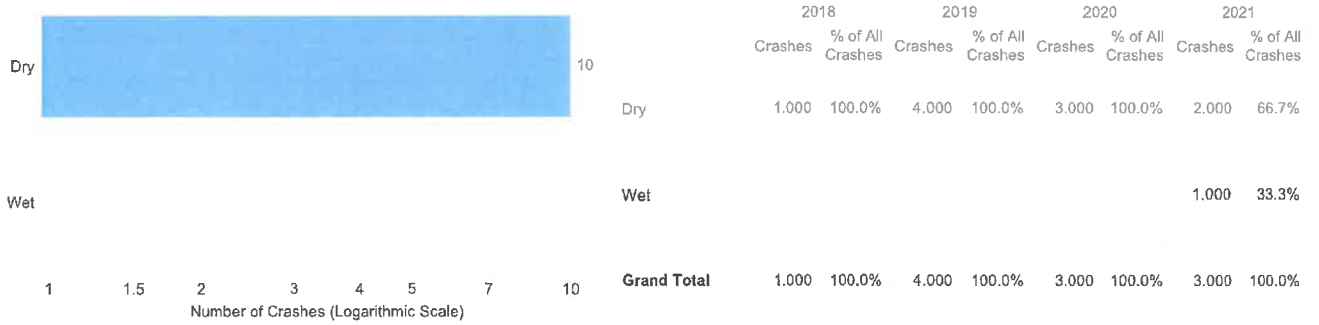 Dry
10
Wet
1 1.5 2 3 4 5 7 10
Number of Crashes (Logarithmic Scale)
2018 2019 2020 2021
Crashes % of All Crashes Crashes % of All Crashes Crashes % of All Crashes Crashes % of All Crashes
Dry 1.000 100.0% 4.000 100.0% 3.000 100.0% 2.000 66.7%
Wet 1.000 33.3%
Grand Total 1.000 100.0% 4.000 100.0% 3.000 100.0% 3.000 100.0%